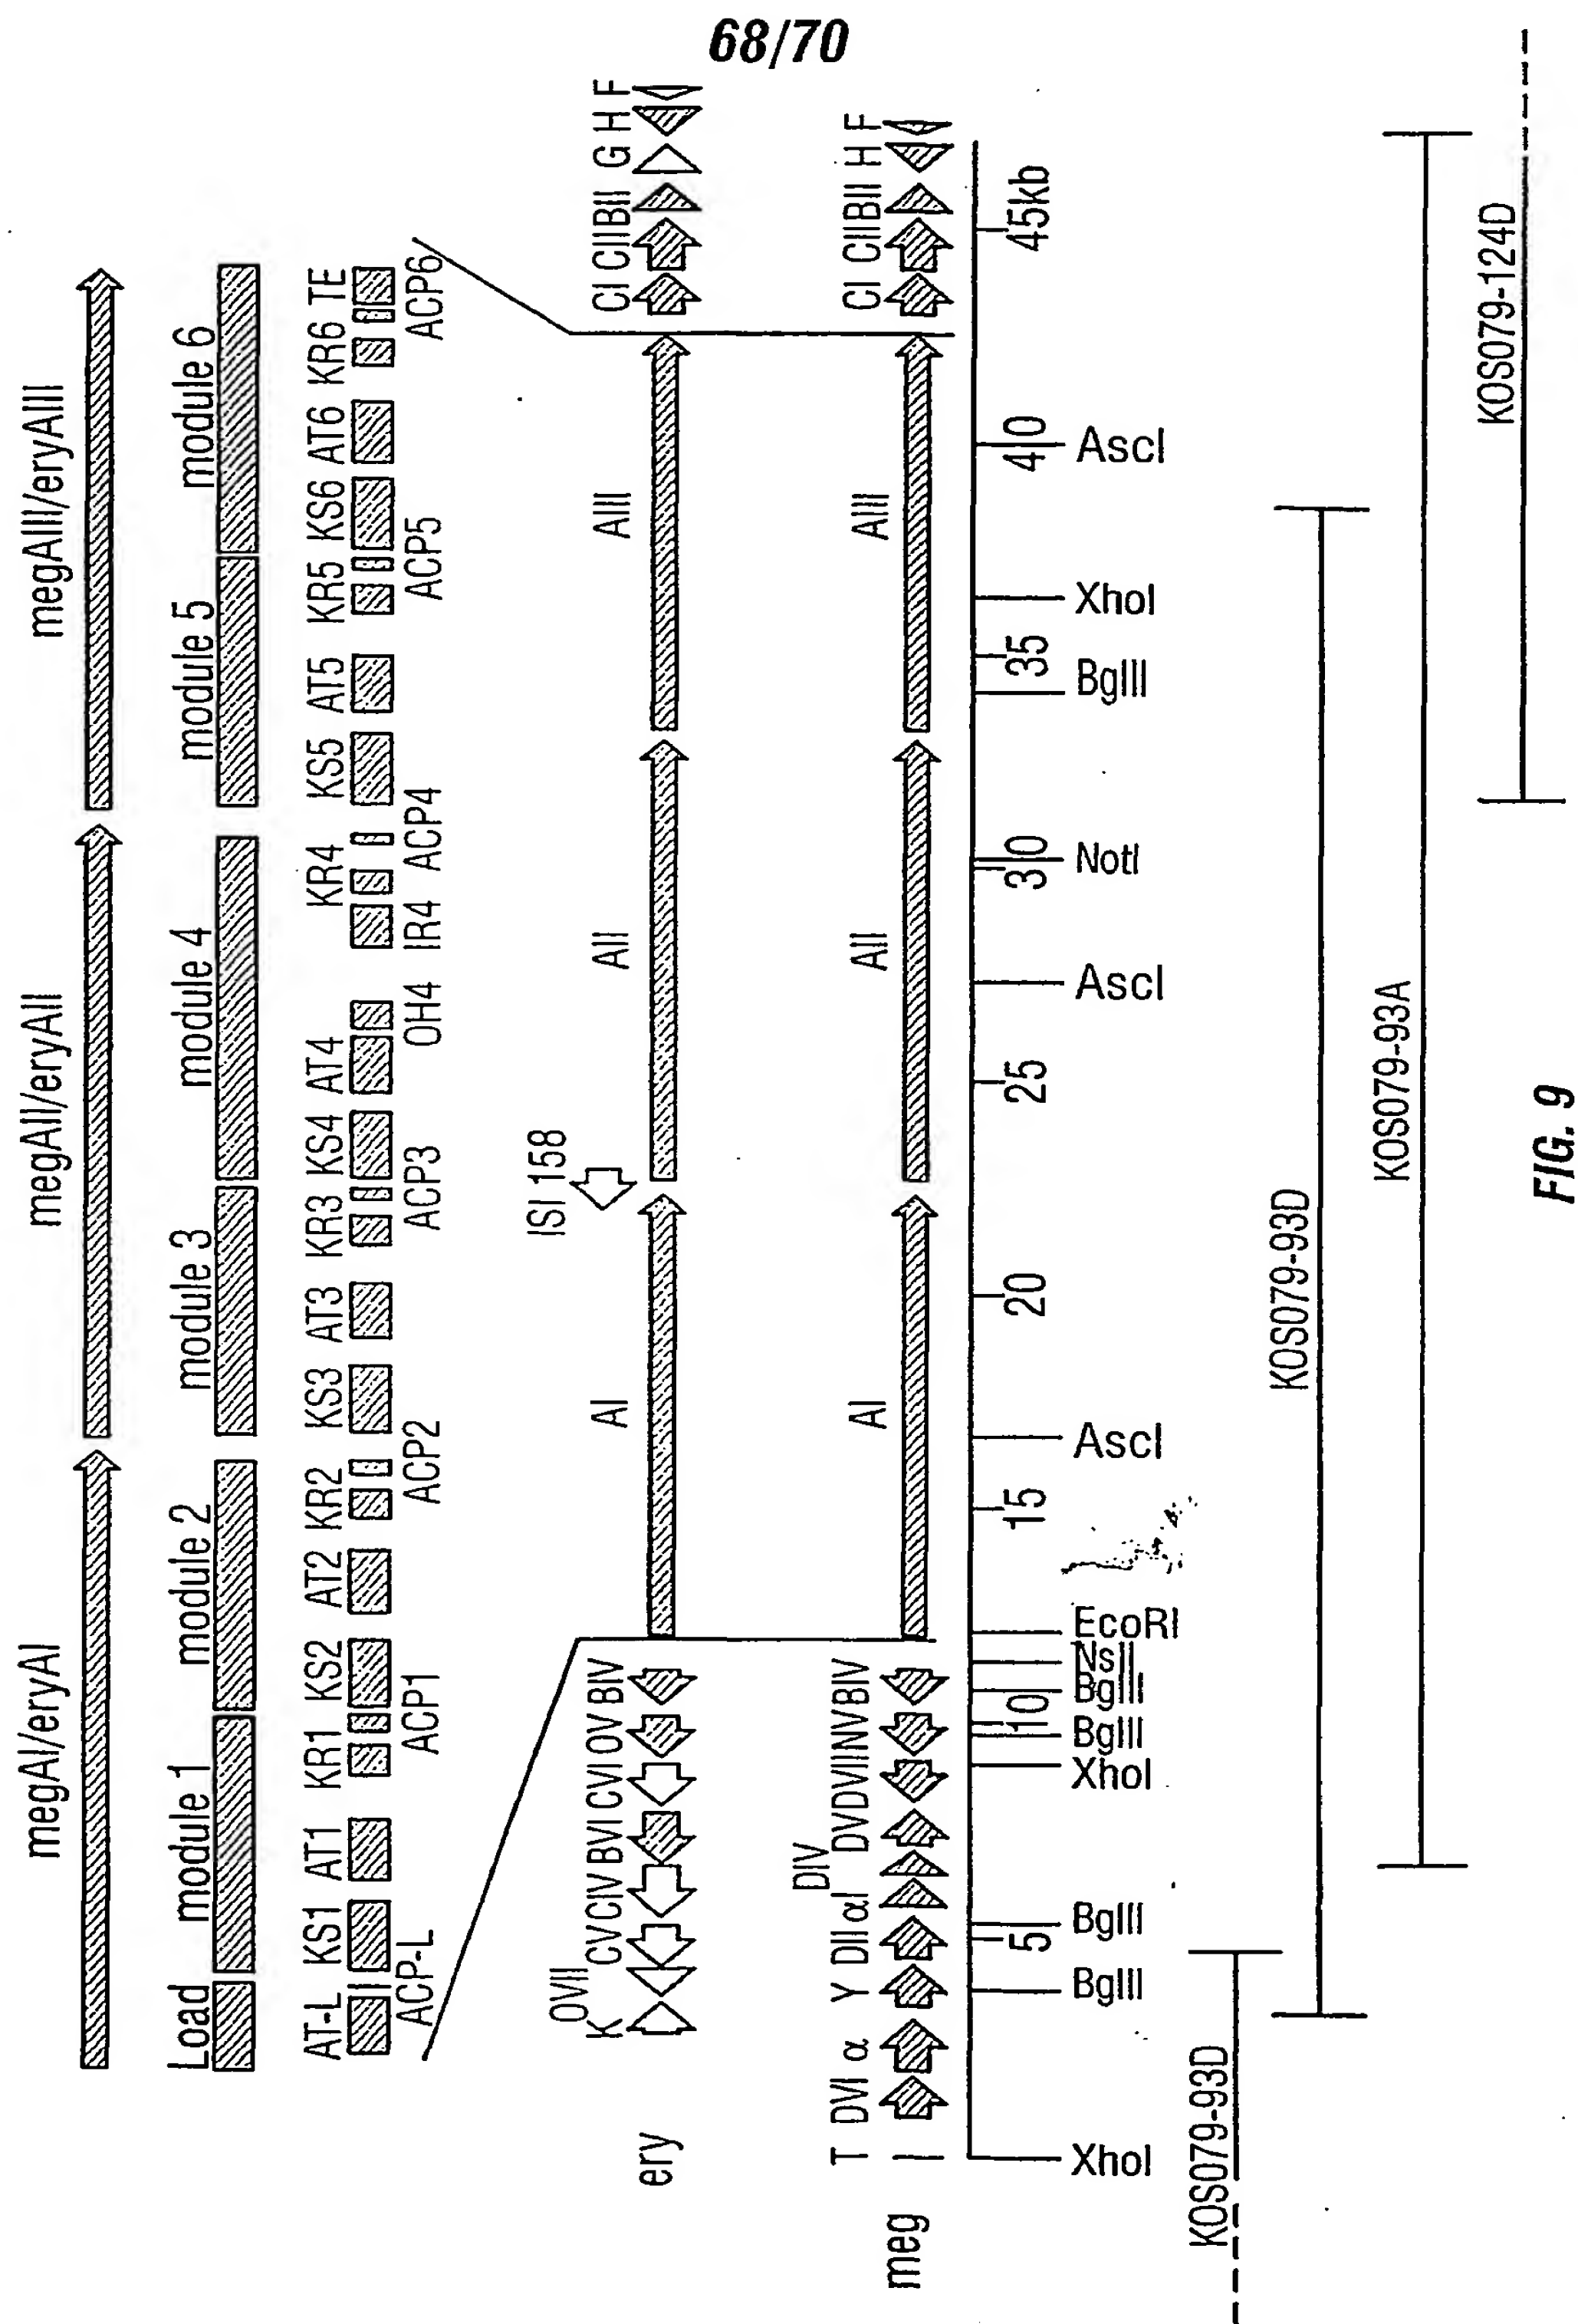 68/70
megAI/eryAI megAII/eryAII megAIII/eryAIII
Load module 1 module 2 module 3 module 4 module 5 module 6
AT-L KS1 AT1 KR1 KS2 AT2 KR2 KS3 AT3 KR3 KS4 AT4 KR4 KS5 AT5 KR5 KS6 AT6 KR6 TE
ACP-L ACP1 ACP2 ACP3 OH4 IR4 ACP4 ACP5 ACP6
ISI 158
OVII
ery K CV CIV BVI CVI OV BIV AI AII AIII CI CII BII G H F
DIV
meg T DVI α Y DII αI DV DVII NV BIV AI AII AIII CI CII BII H F
5 10 15 20 25 30 35 40 45kb
XhoI BglII BglII XhoI BglII BglII NsiI EcoRI AscI AscI NotI BglII XhoI AscI
KOS079-93D
KOS079-93D
KOS079-93A
KOS079-124D
FIG. 9